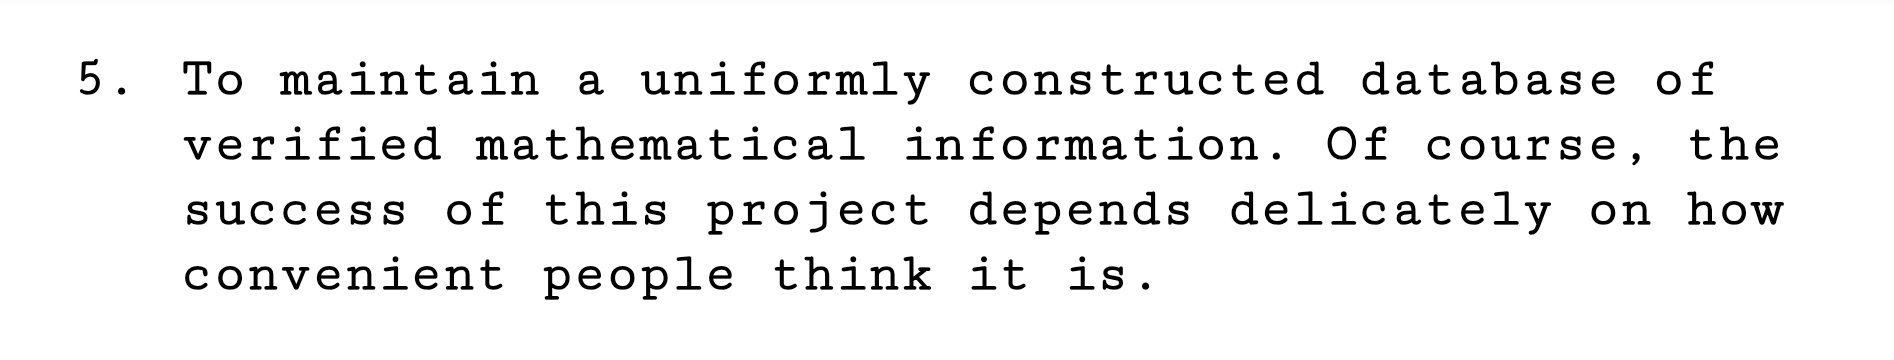 5. To maintain a uniformly constructed database of
verified mathematical information. Of course, the
success of this project depends delicately on how
convenient people think it is.